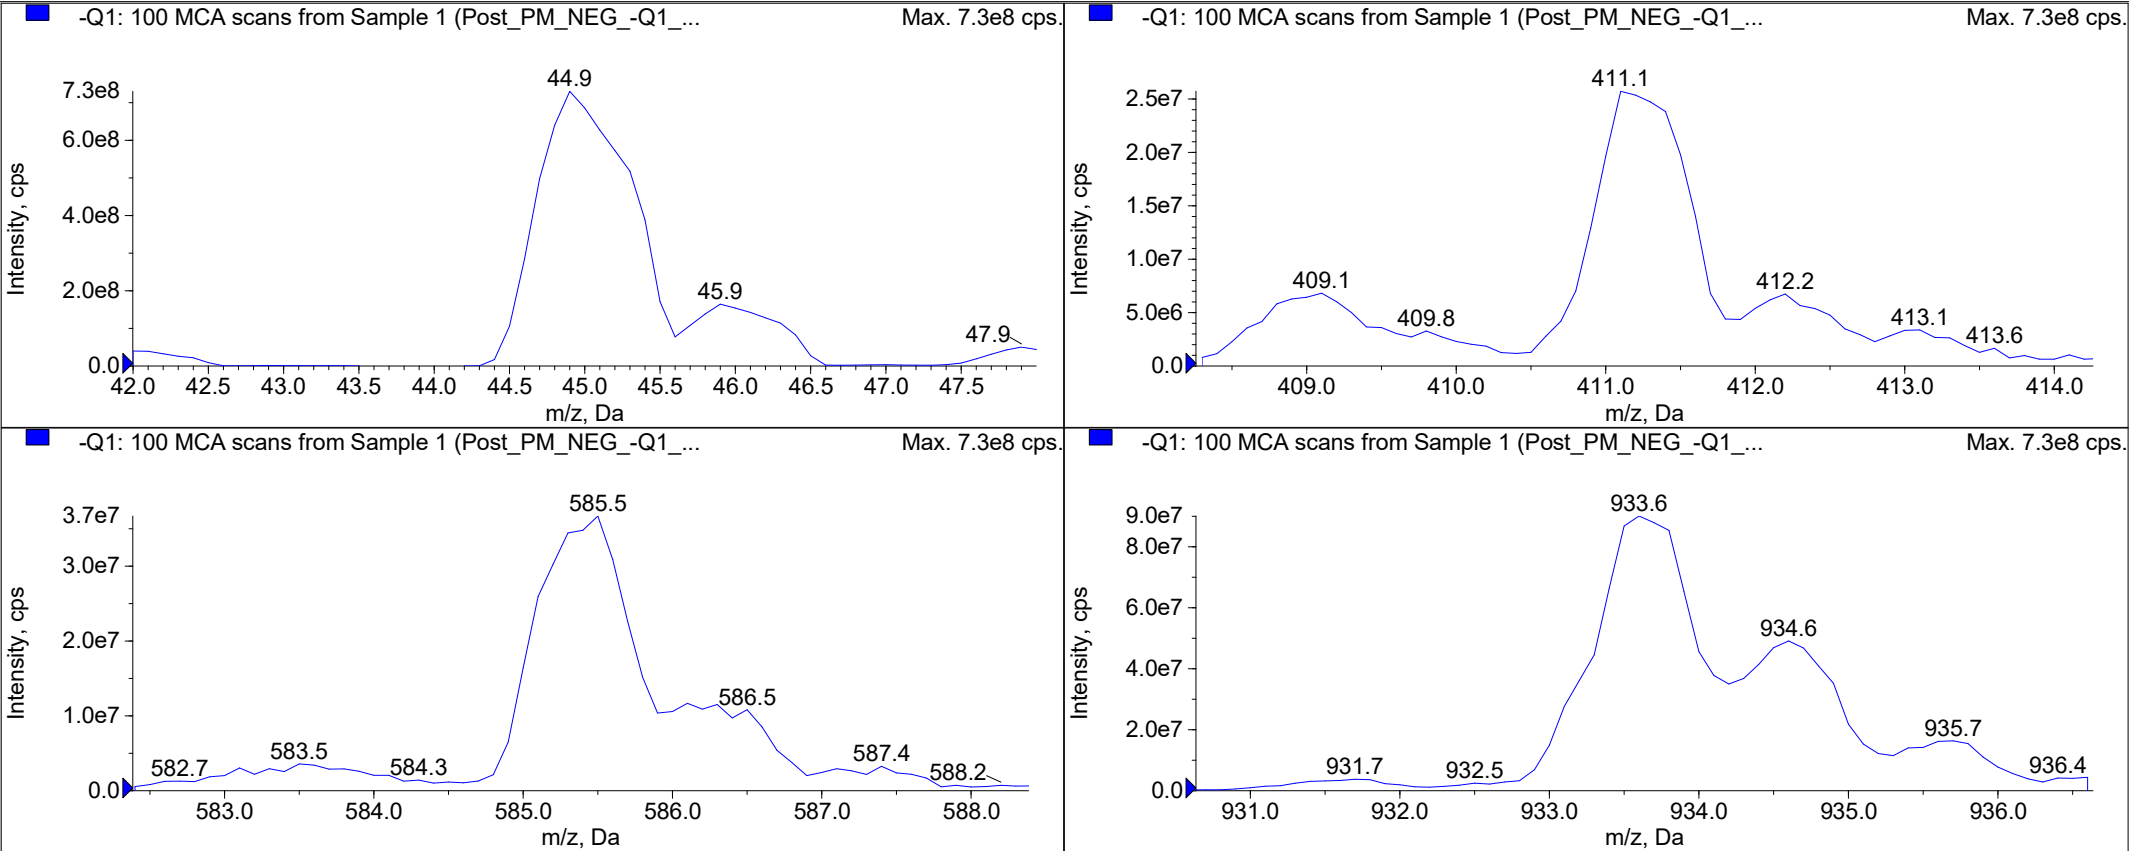 -Q1: 100 MCA scans from Sample 1 (Post_PM_NEG_-Q1_... Max. 7.3e8 cps.
44.9
7.3e8
6.0e8
4.0e8
2.0e8
0.0
45.9
47.9
Intensity, cps
42.0 42.5 43.0 43.5 44.0 44.5 45.0 45.5 46.0 46.5 47.0 47.5
m/z, Da
-Q1: 100 MCA scans from Sample 1 (Post_PM_NEG_-Q1_... Max. 7.3e8 cps.
411.1
2.5e7
2.0e7
1.5e7
1.0e7
5.0e6
0.0
409.1
409.8
412.2
413.1
413.6
Intensity, cps
409.0 410.0 411.0 412.0 413.0 414.0
m/z, Da
-Q1: 100 MCA scans from Sample 1 (Post_PM_NEG_-Q1_... Max. 7.3e8 cps.
585.5
3.7e7
3.0e7
2.0e7
1.0e7
0.0
582.7
583.5
584.3
586.5
587.4
588.2
Intensity, cps
583.0 584.0 585.0 586.0 587.0 588.0
m/z, Da
-Q1: 100 MCA scans from Sample 1 (Post_PM_NEG_-Q1_... Max. 7.3e8 cps.
933.6
9.0e7
8.0e7
6.0e7
4.0e7
2.0e7
0.0
931.7
932.5
934.6
935.7
936.4
Intensity, cps
931.0 932.0 933.0 934.0 935.0 936.0
m/z, Da